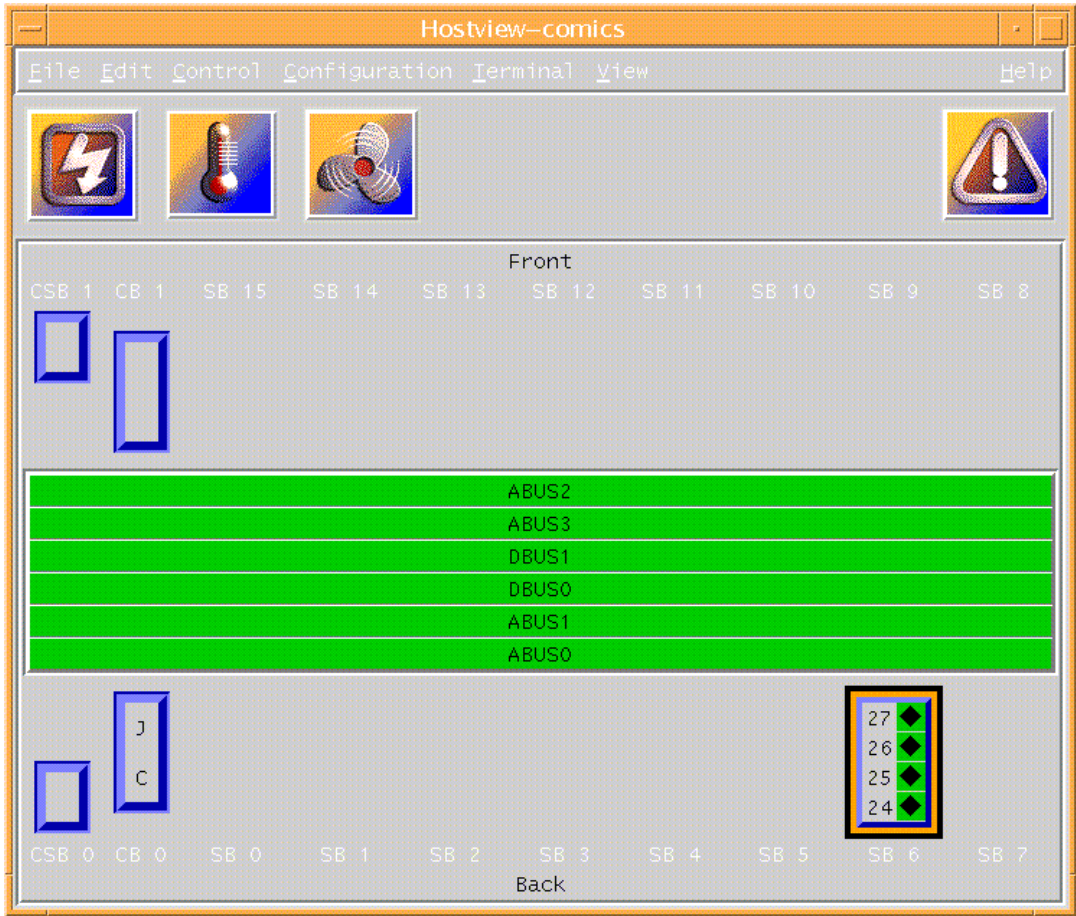 Hostview—comics
File Edit Control Configuration Terminal View Help
Front
CSB 1 CB 1 SB 15 SB 14 SB 13 SB 12 SB 11 SB 10 SB 9 SB 8
ABUS2
ABUS3
DBUS1
DBUS0
ABUS1
ABUS0
J
C
27
26
25
24
CSB 0 CB 0 SB 0 SB 1 SB 2 SB 3 SB 4 SB 5 SB 6 SB 7
Back